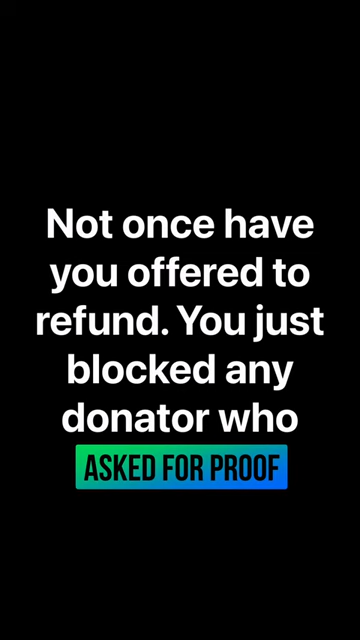 Not once have
you offered to
refund. You just
blocked any
donator who
ASKED FOR PROOF